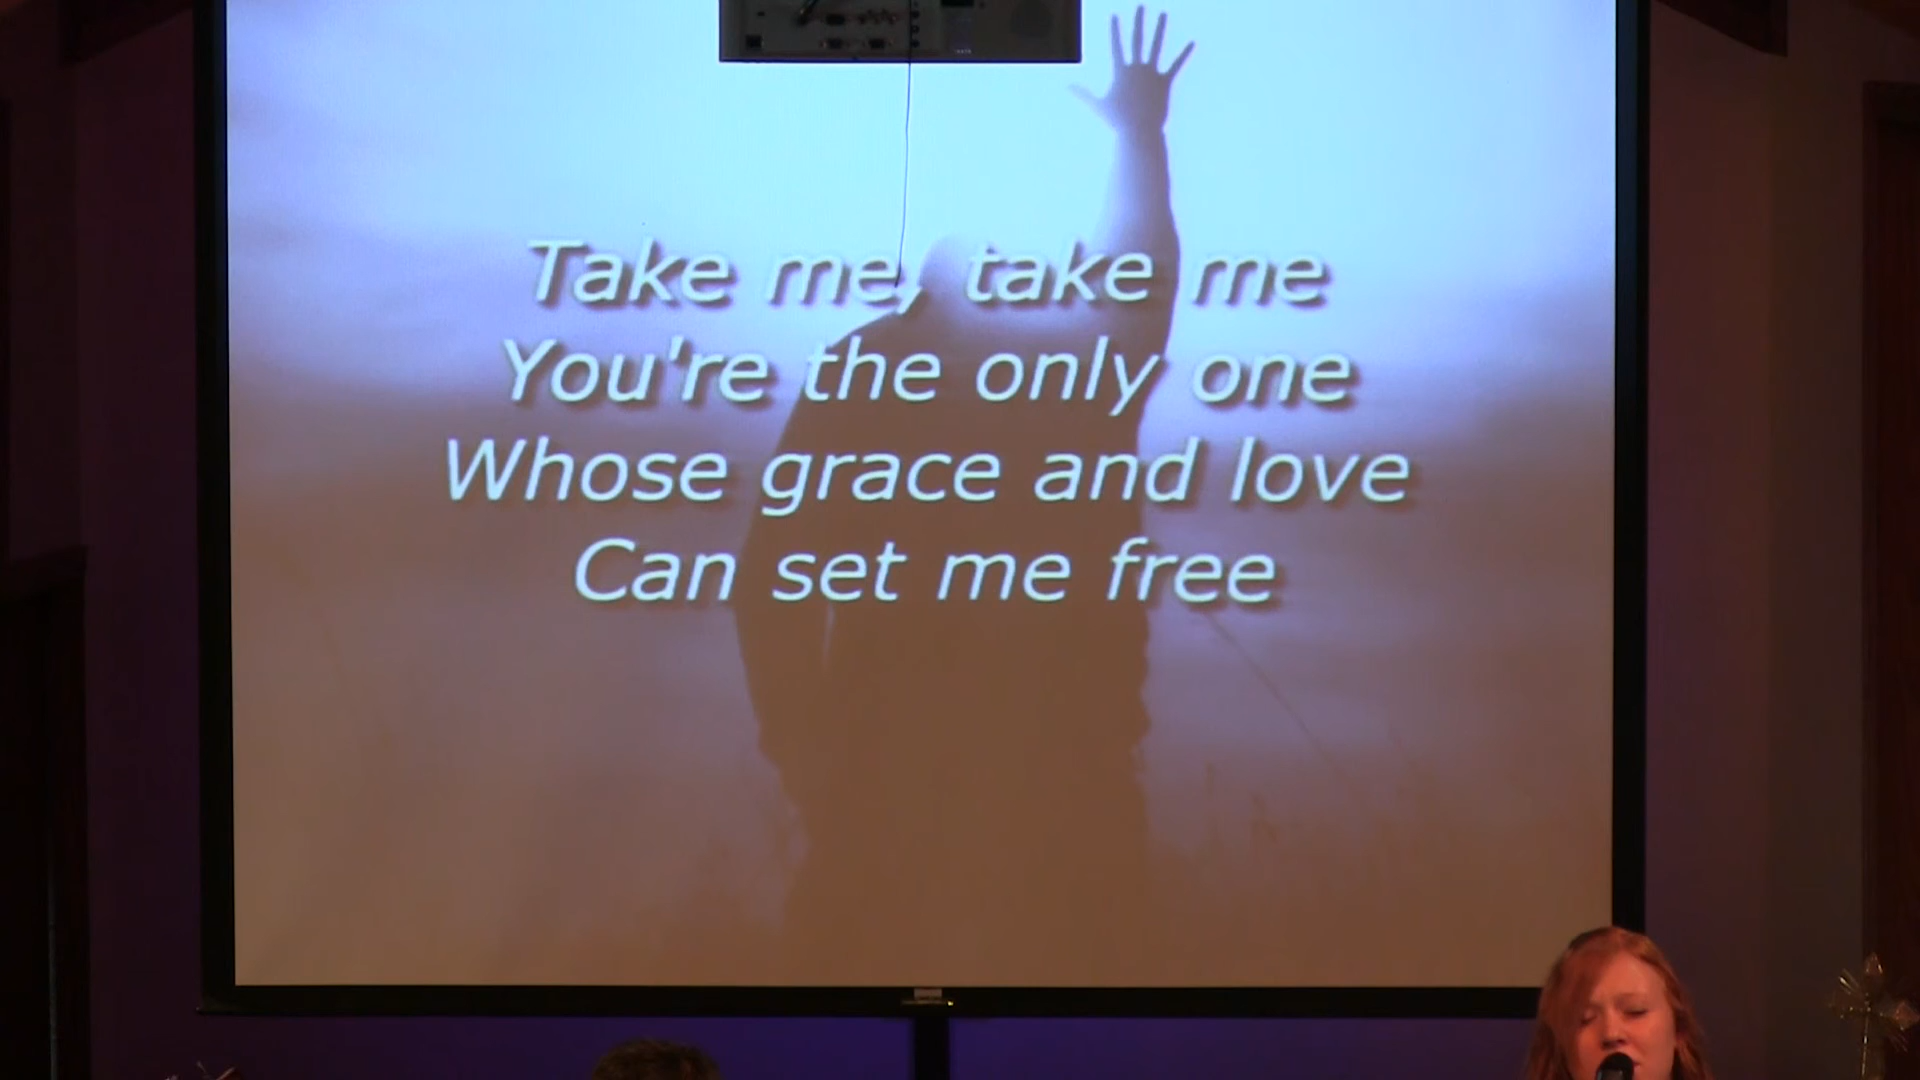 Take me, take me
You're the only one
Whose grace and love
Can set me free